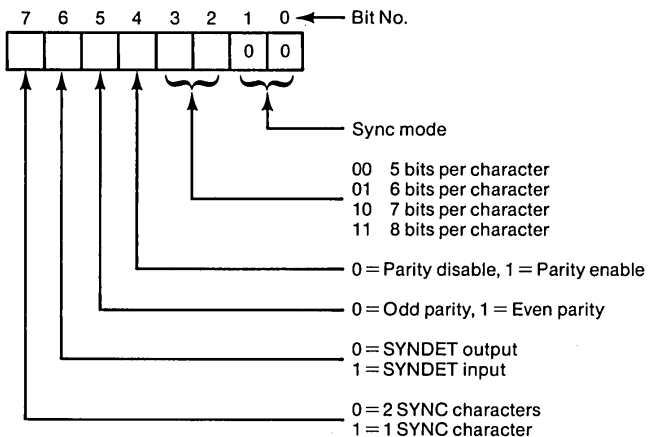 7 6 5 4 3 2 1 0 Bit No.
0 0
Sync mode
00 5 bits per character
01 6 bits per character
10 7 bits per character
11 8 bits per character
0 = Parity disable, 1 = Parity enable
0 = Odd parity, 1 = Even parity
0 = SYNDET output
1 = SYNDET input
0 = 2 SYNC characters
1 = 1 SYNC character